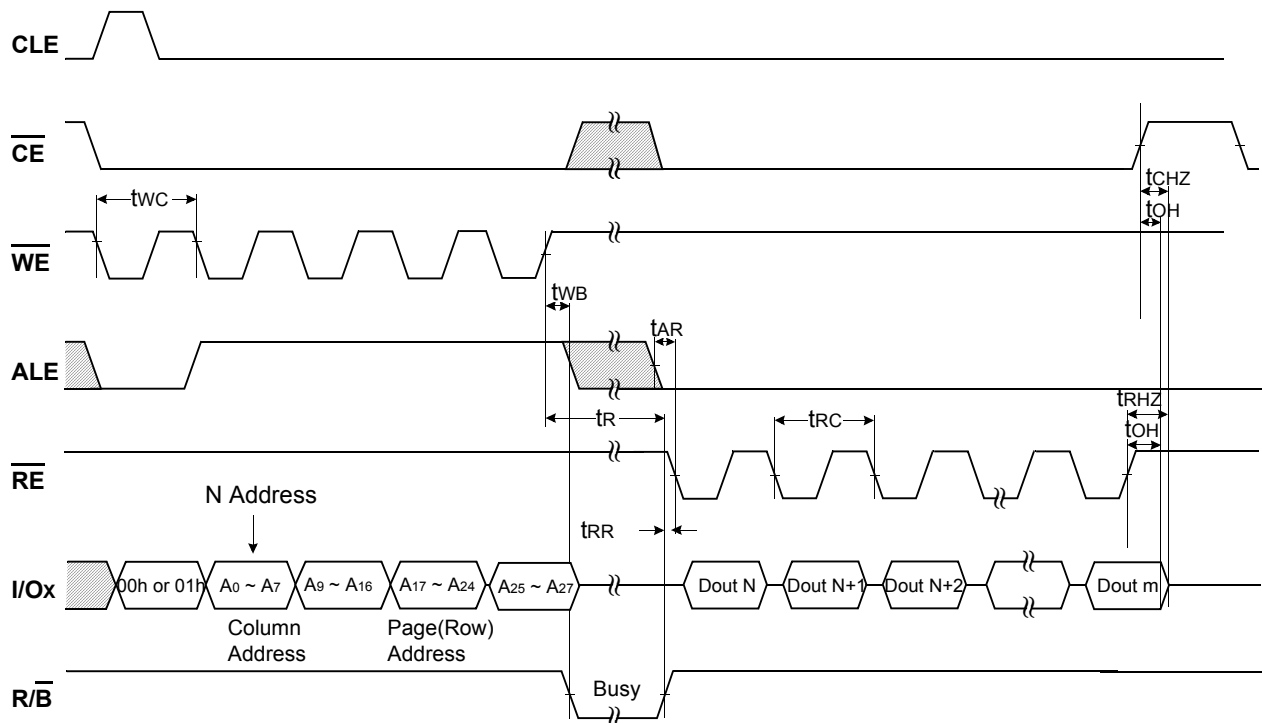 CLE
CE
tCHZ
tOH
tWC
WE
tWB
tAR
ALE
tRHZ
tOH
tR
tRC
RE
N Address
tRR
I/Ox
00h or 01h
A0 ~ A7
A9 ~ A16
A17 ~ A24
A25 ~ A27
Dout N
Dout N+1
Dout N+2
Dout m
Column
Address
Page(Row)
Address
R/B
Busy